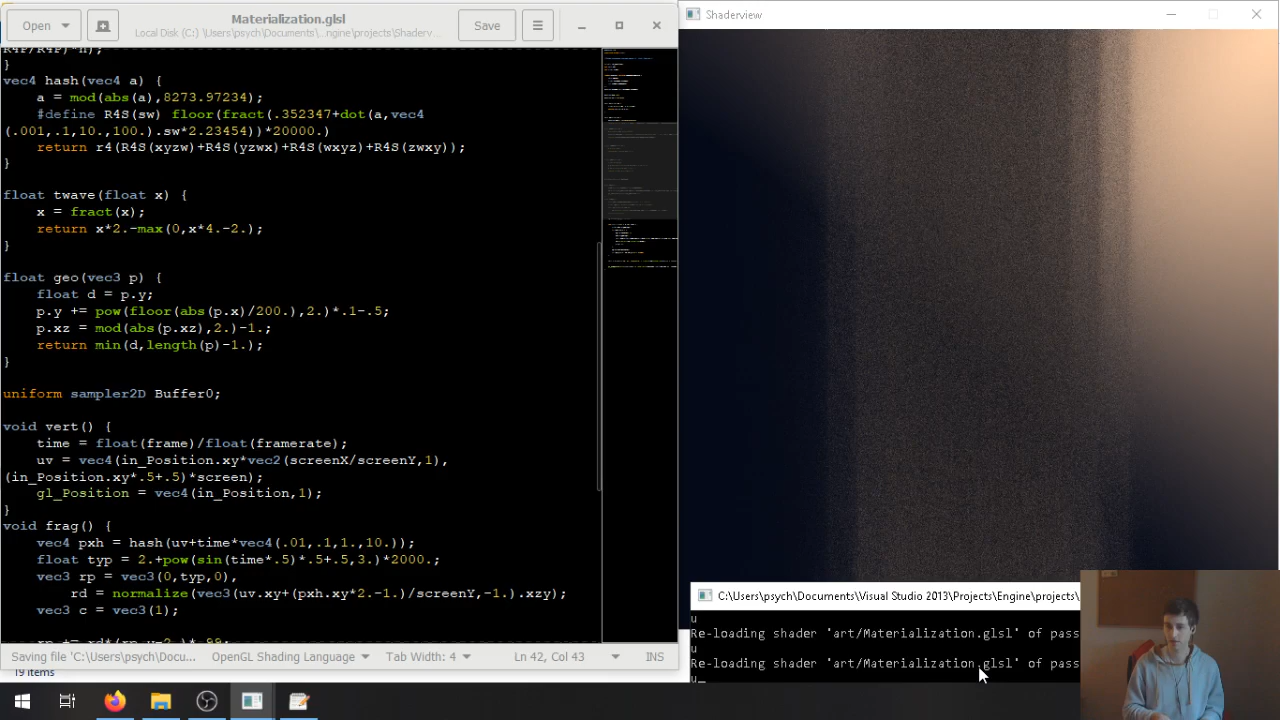 Open
Materialization.glsl
Local Disk (C:) \Users\psych\Documents\...ngine\projects\Shaderv...
Save
Shaderview
R4P/R4P)*n);
}
vec4 hash(vec4 a) {
a = mod(abs(a),8273.97234);
#define R4S(sw) floor(fract(.352347+dot(a,vec4
(.001,.1,10.,100.).sw*2.23454))*20000.)
return r4(R4S(xyzw)+R4S(yzwx)+R4S(wxyz)+R4S(zwxy));
}
float twave(float x) {
x = fract(x);
return x*2.-max(0,x*4.-2.);
}
float geo(vec3 p) {
float d = p.y;
p.y += pow(floor(abs(p.x)/200.),2.)*.1-.5;
p.xz = mod(abs(p.xz),2.)-1.;
return min(d,length(p)-1.);
}
uniform sampler2D Buffer0;
void vert() {
time = float(frame)/float(framerate);
uv = vec4(in_Position.xy*vec2(screenX/screenY,1),
(in_Position.xy*.5+.5)*screen);
gl_Position = vec4(in_Position,1);
}
void frag() {
vec4 pxh = hash(uv+time*vec4(.01,.1,1.,10.));
float typ = 2.+pow(sin(time*.5)*.5+.5,3.)*2000.;
vec3 rp = vec3(0,typ,0),
rd = normalize(vec3(uv.xy+(pxh.xy*2.-1.)/screenY,-1.).xzy);
vec3 c = vec3(1);
rp += rd*(rp.y-2.)*.99;
Saving file 'C:\Users\psych\Docu...
OpenGL Shading Language
Tab Width: 4
Ln 42, Col 43
INS
19 items
C:\Users\psych\Documents\Visual Studio 2013\Projects\Engine\projects\
u
Re-loading shader 'art/Materialization.glsl' of pass
u
Re-loading shader 'art/Materialization.glsl' of pass
u_